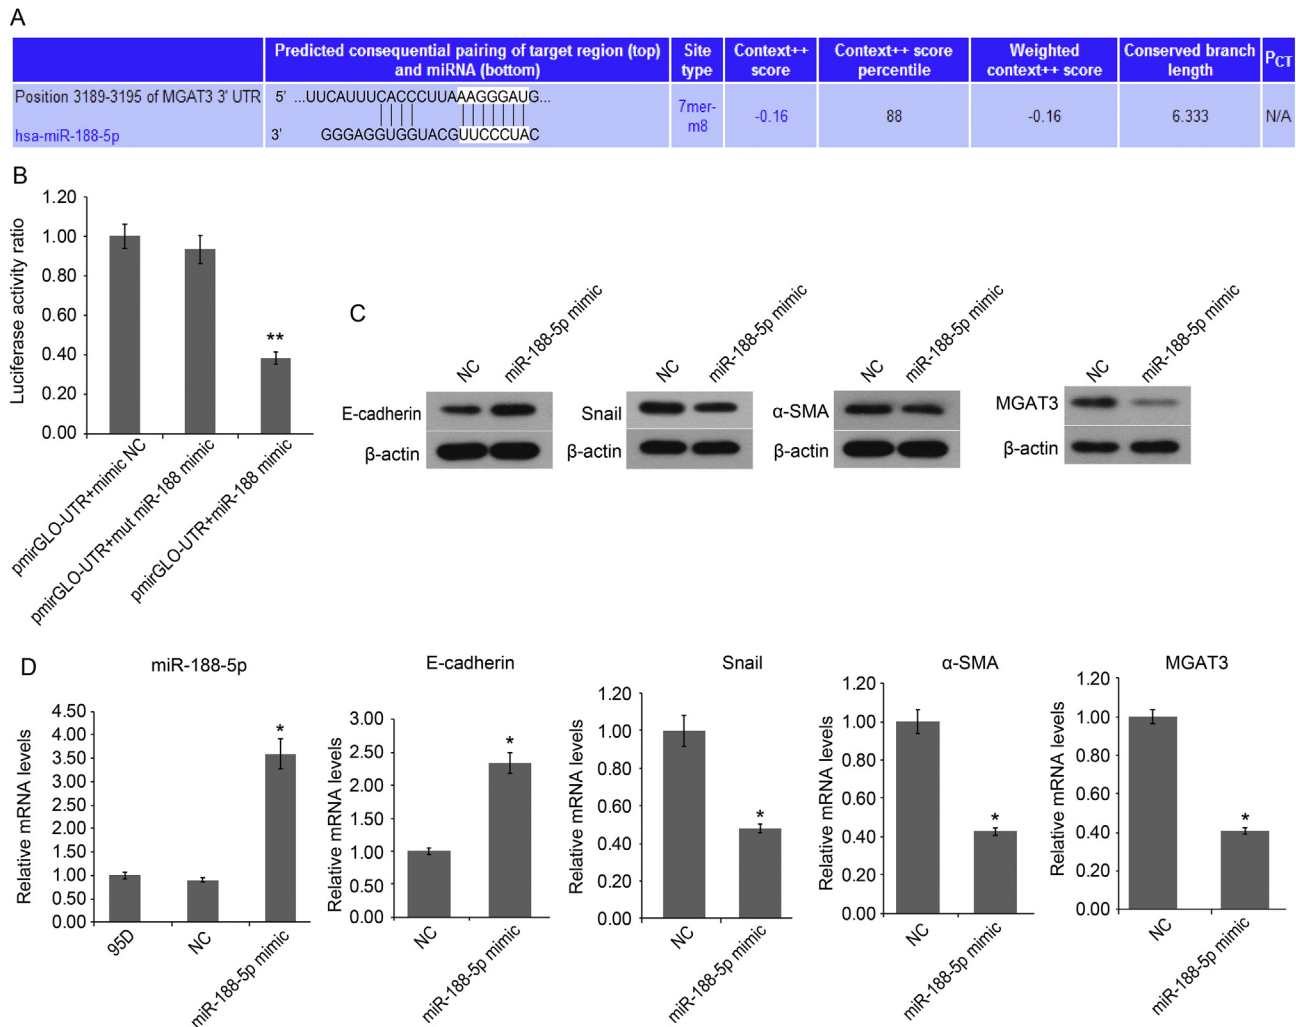 A
Predicted consequential pairing of target region (top) and miRNA (bottom)
Site type
Context++ score
Context++ score percentile
Weighted context++ score
Conserved branch length
PCT
Position 3189-3195 of MGAT3 3' UTR
5' ...UUCAUUUCACCCUUAAAGGGAUG...
hsa-miR-188-5p
3' GGGAGGUGGUACGUUCCCUAC
7mer-m8
-0.16
88
-0.16
6.333
N/A
B
Luciferase activity ratio
1.20
1.00
0.80
0.60
0.40
0.20
0.00
**
pmirGLO-UTR+mimic NC
pmirGLO-UTR+mut miR-188 mimic
pmirGLO-UTR+miR-188 mimic
C
NC
miR-188-5p mimic
E-cadherin
β-actin
NC
miR-188-5p mimic
Snail
β-actin
NC
miR-188-5p mimic
α-SMA
β-actin
NC
miR-188-5p mimic
MGAT3
β-actin
D
miR-188-5p
Relative mRNA levels
4.50
4.00
3.50
3.00
2.50
2.00
1.50
1.00
0.50
0.00
*
95D
NC
miR-188-5p mimic
E-cadherin
Relative mRNA levels
3.00
2.50
2.00
1.50
1.00
0.50
0.00
*
NC
miR-188-5p mimic
Snail
Relative mRNA levels
1.20
1.00
0.80
0.60
0.40
0.20
0.00
*
NC
miR-188-5p mimic
α-SMA
Relative mRNA levels
1.20
1.00
0.80
0.60
0.40
0.20
0.00
*
NC
miR-188-5p mimic
MGAT3
Relative mRNA levels
1.20
1.00
0.80
0.60
0.40
0.20
0.00
*
NC
miR-188-5p mimic